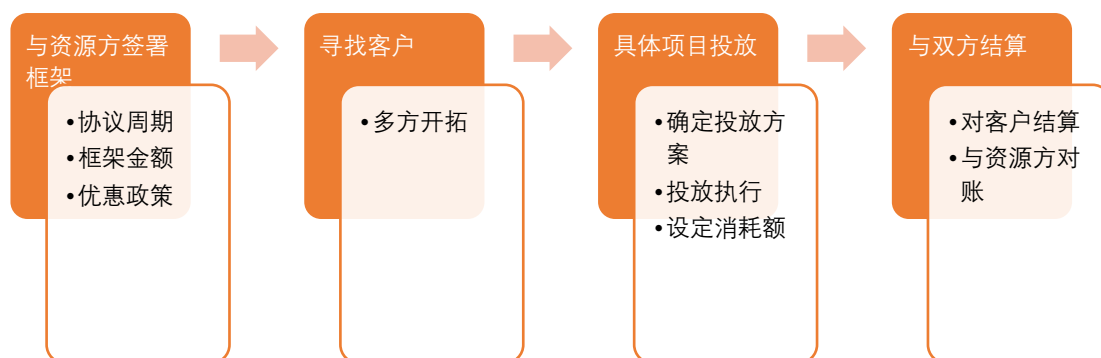 与资源方签署
框架
•协议周期
•框架金额
•优惠政策
寻找客户
•多方开拓
具体项目投放
•确定投放方
案
•投放执行
•设定消耗额
与双方结算
•对客户结算
•与资源方对
账